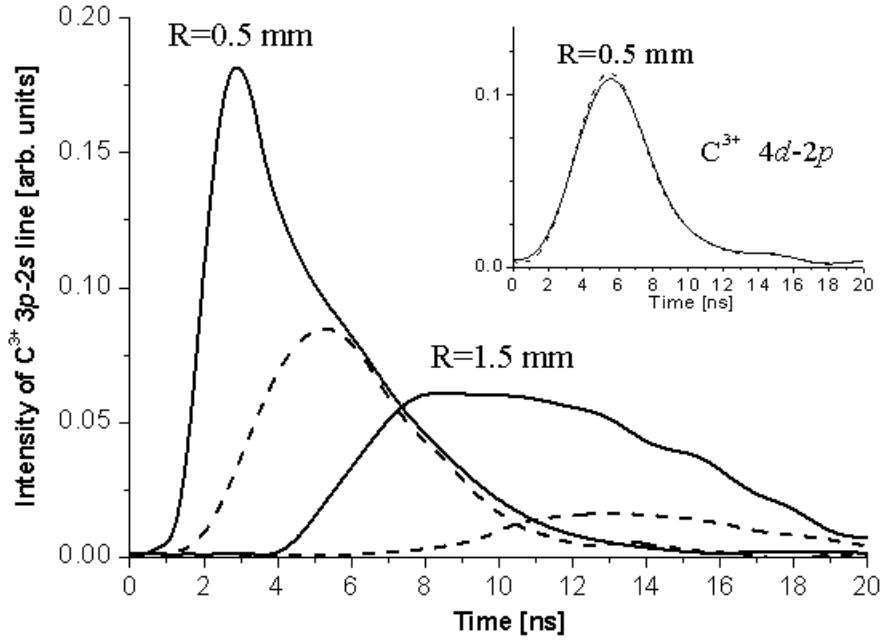 0.20
0.15
0.10
0.05
0.00
Intensity of C³⁺ 3p-2s line [arb. units]
R=0.5 mm
R=1.5 mm
0 2 4 6 8 10 12 14 16 18 20
Time [ns]
R=0.5 mm
C³⁺ 4d-2p
0.1
0.0
0 2 4 6 8 10 12 14 16 18 20
Time [ns]